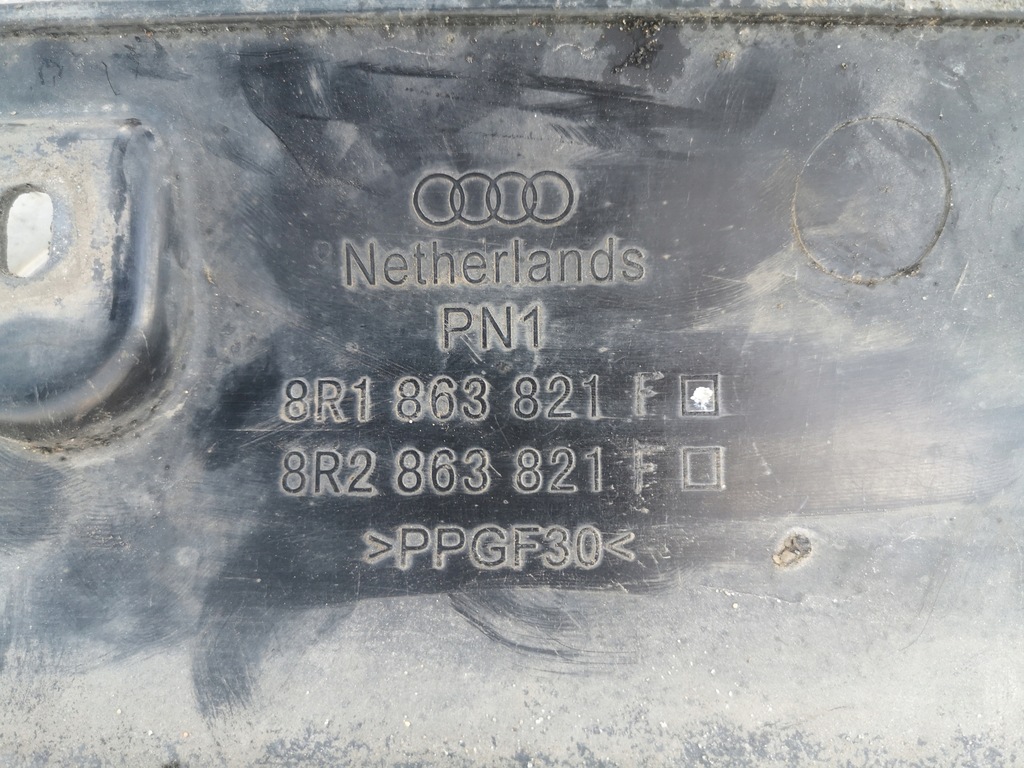 Netherlands
PN1
8R1 863 821 F
8R2 863 821 F
>PPGF30<